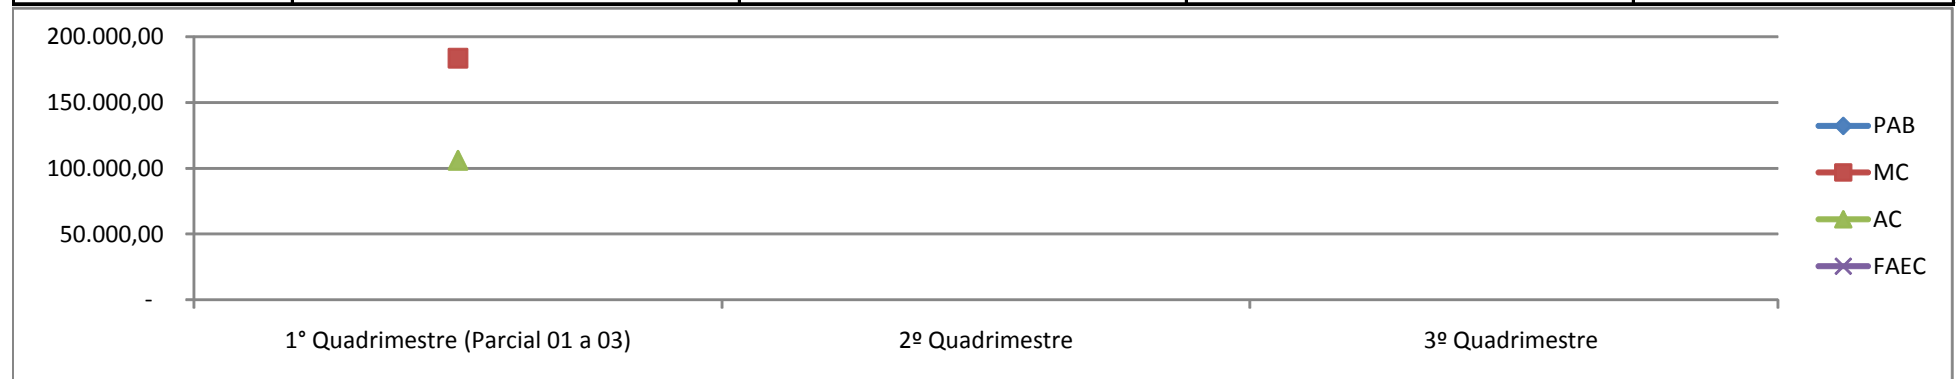 200.000,00
150.000,00
100.000,00
50.000,00
-
1° Quadrimestre (Parcial 01 a 03)
2º Quadrimestre
3º Quadrimestre
PAB
MC
AC
FAEC